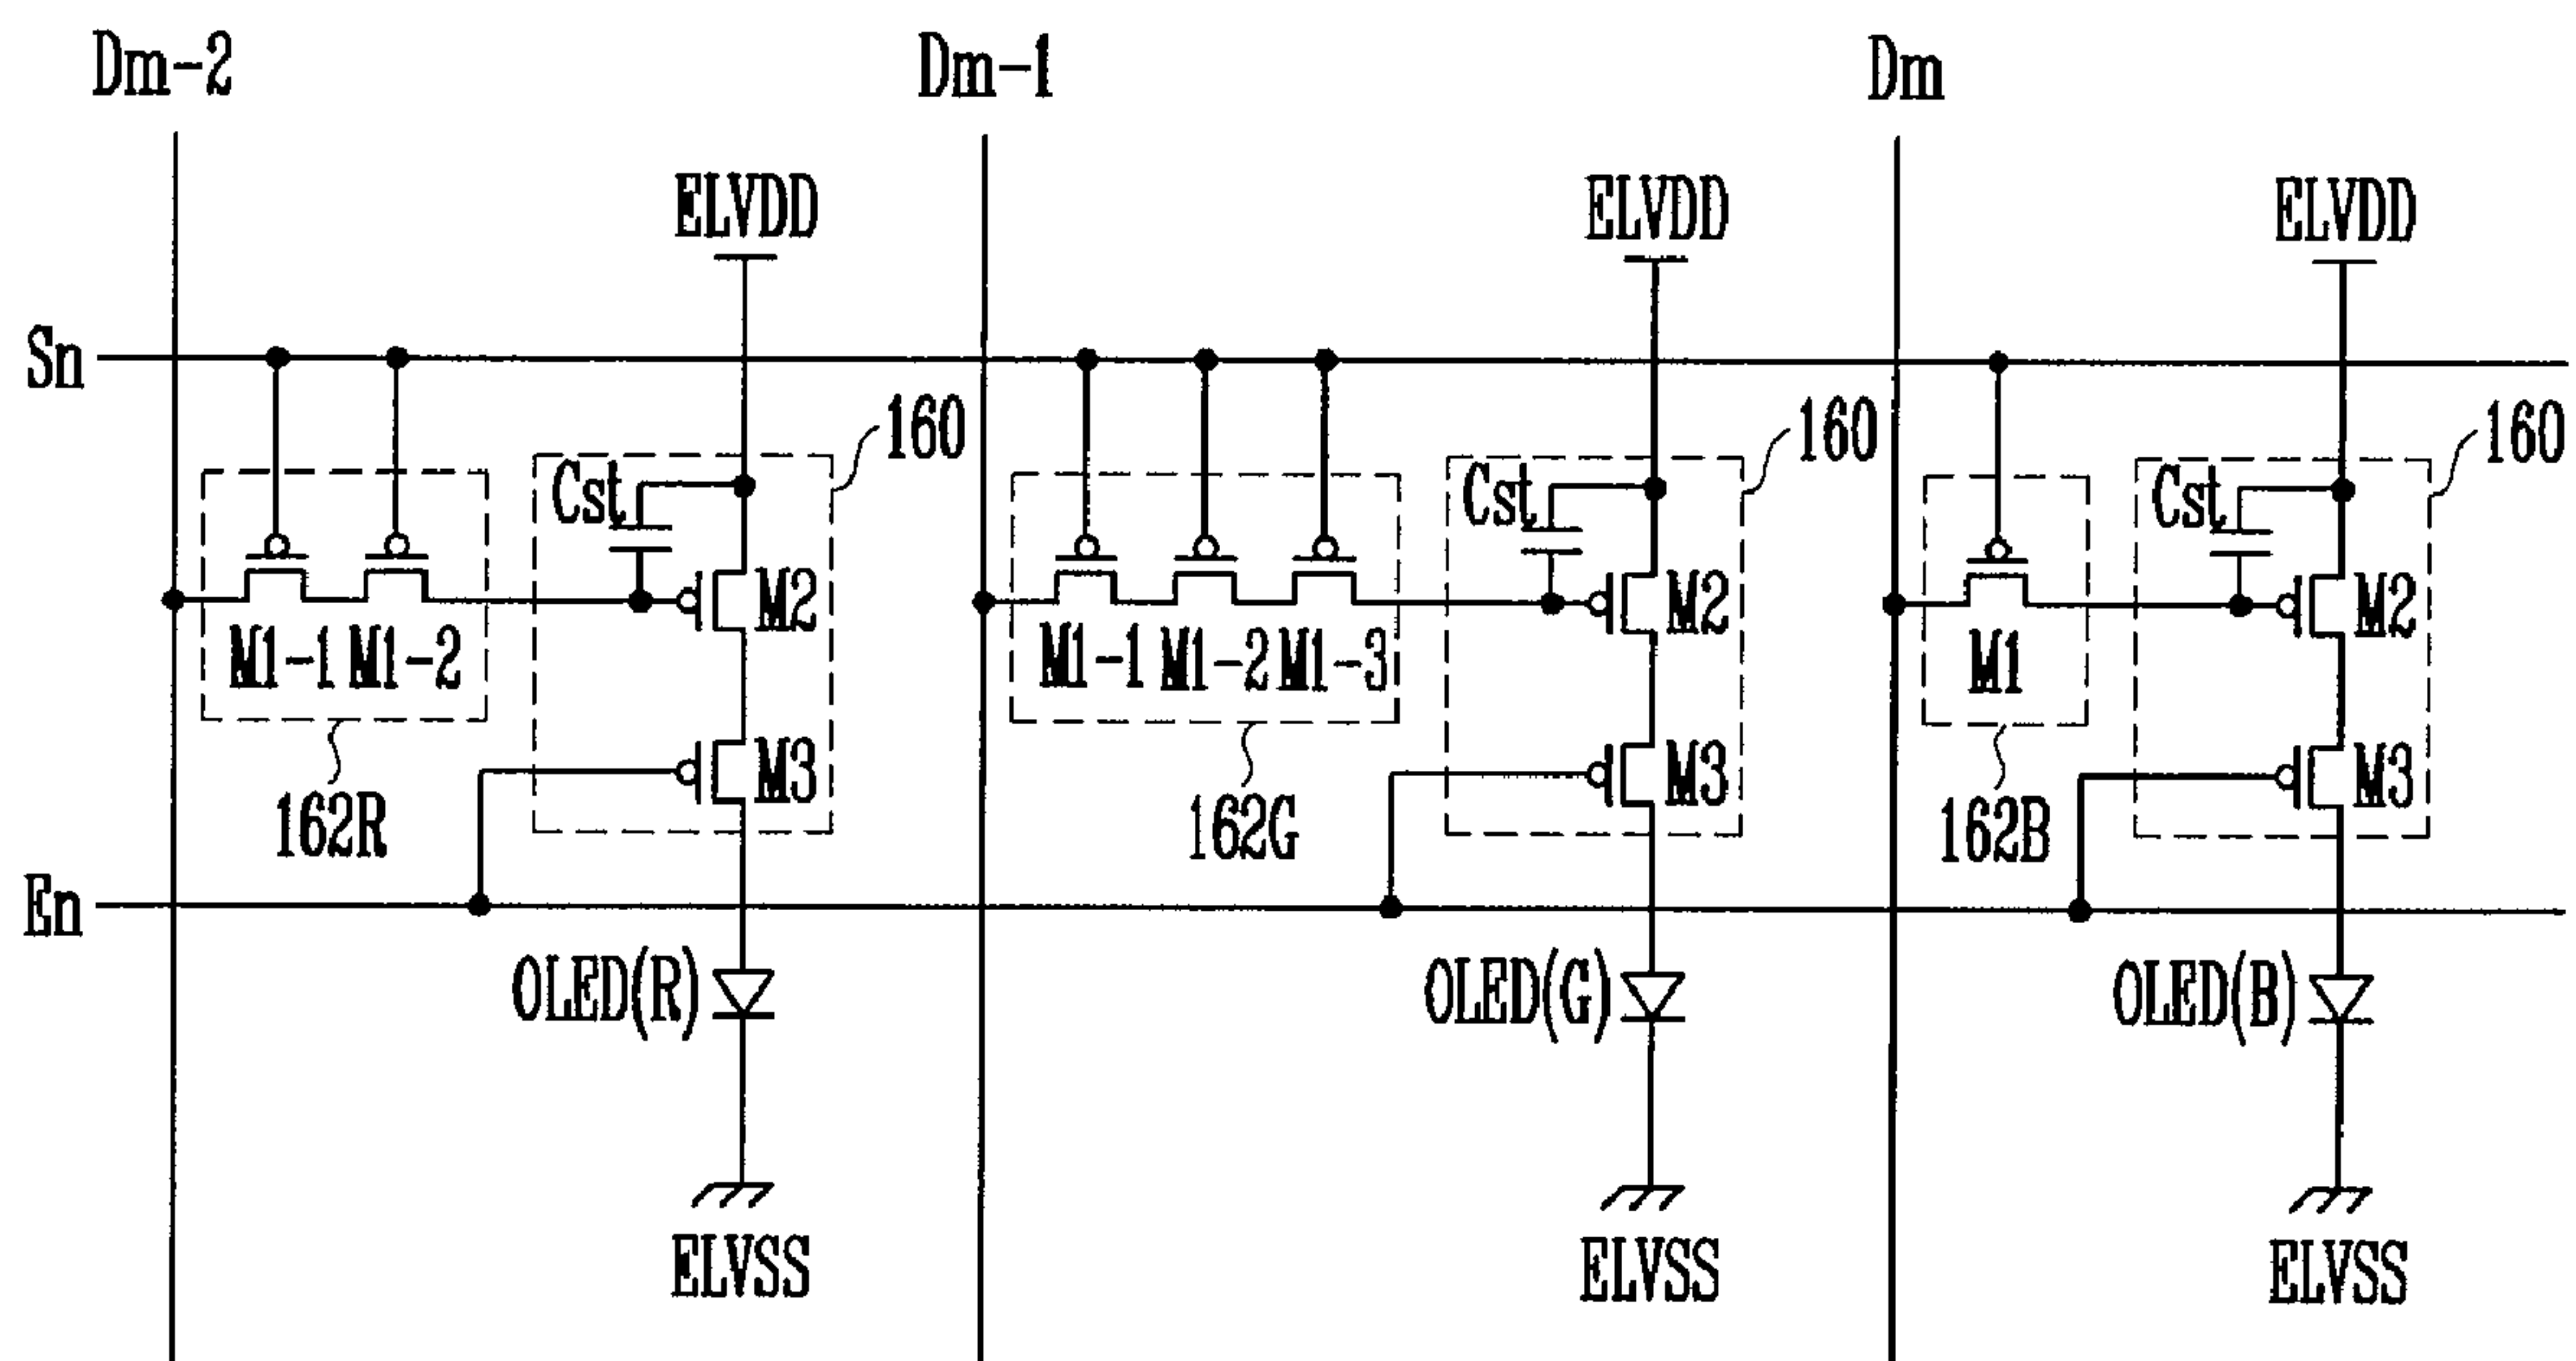 Dm-2 Dm-1 Dm
ELVDD ELVDD ELVDD
Sn
160 160 160
Cst Cst Cst
M2 M2 M2
M1-1 M1-2 M1-1 M1-2 M1-3 M1
M3 M3 M3
162R 162G 162B
En
OLED(R) OLED(G) OLED(B)
ELVSS ELVSS ELVSS